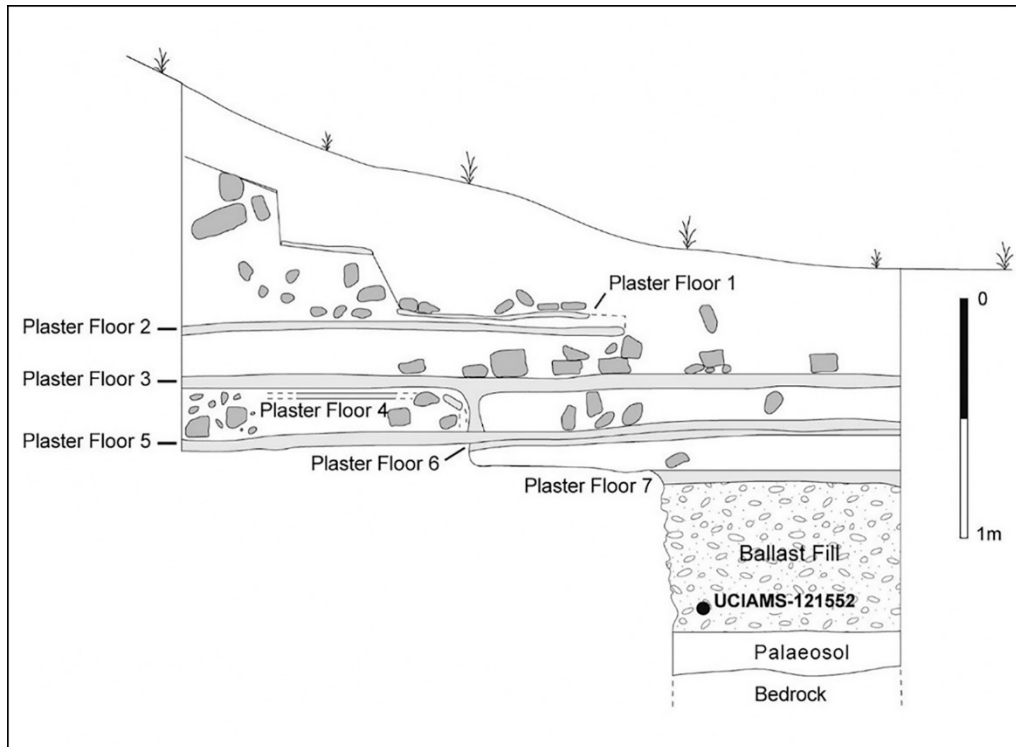 Plaster Floor 1
0
Plaster Floor 2
Plaster Floor 3
Plaster Floor 4
Plaster Floor 5
Plaster Floor 6
Plaster Floor 7
1m
Ballast Fill
UCIAMS-121552
Palaeosol
Bedrock